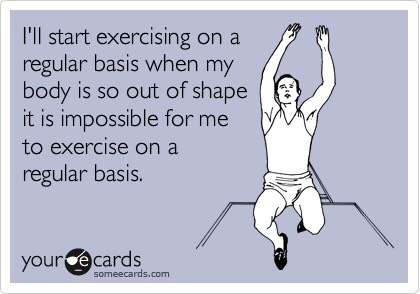 I'll start exercising on a
regular basis when my
body is so out of shape
it is impossible for me
to exercise on a
regular basis.
your e cards
someecards.com